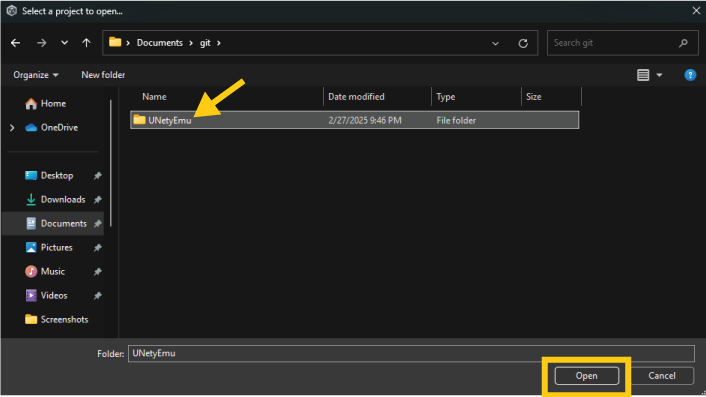 Select a project to open...
Documents git
Search git
Organize New folder
Name Date modified Type Size
Home
OneDrive
UNetyEmu 2/27/2025 9:46 PM File folder
Desktop
Downloads
Documents
Pictures
Music
Videos
Screenshots
Folder: UNetyEmu
Open Cancel